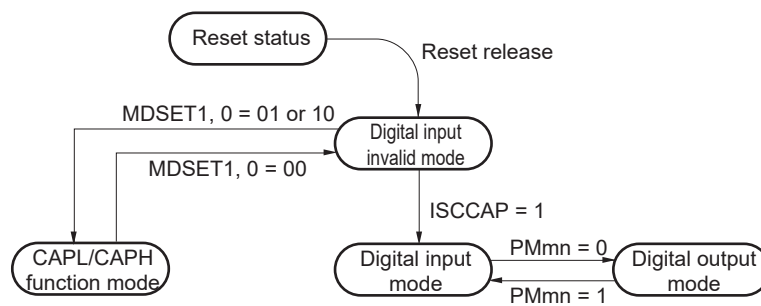 Reset status
Reset release
MDSET1, 0 = 01 or 10
Digital input
invalid mode
MDSET1, 0 = 00
ISCCAP = 1
CAPL/CAPH
function mode
Digital input
mode
PMmn = 0
PMmn = 1
Digital output
mode